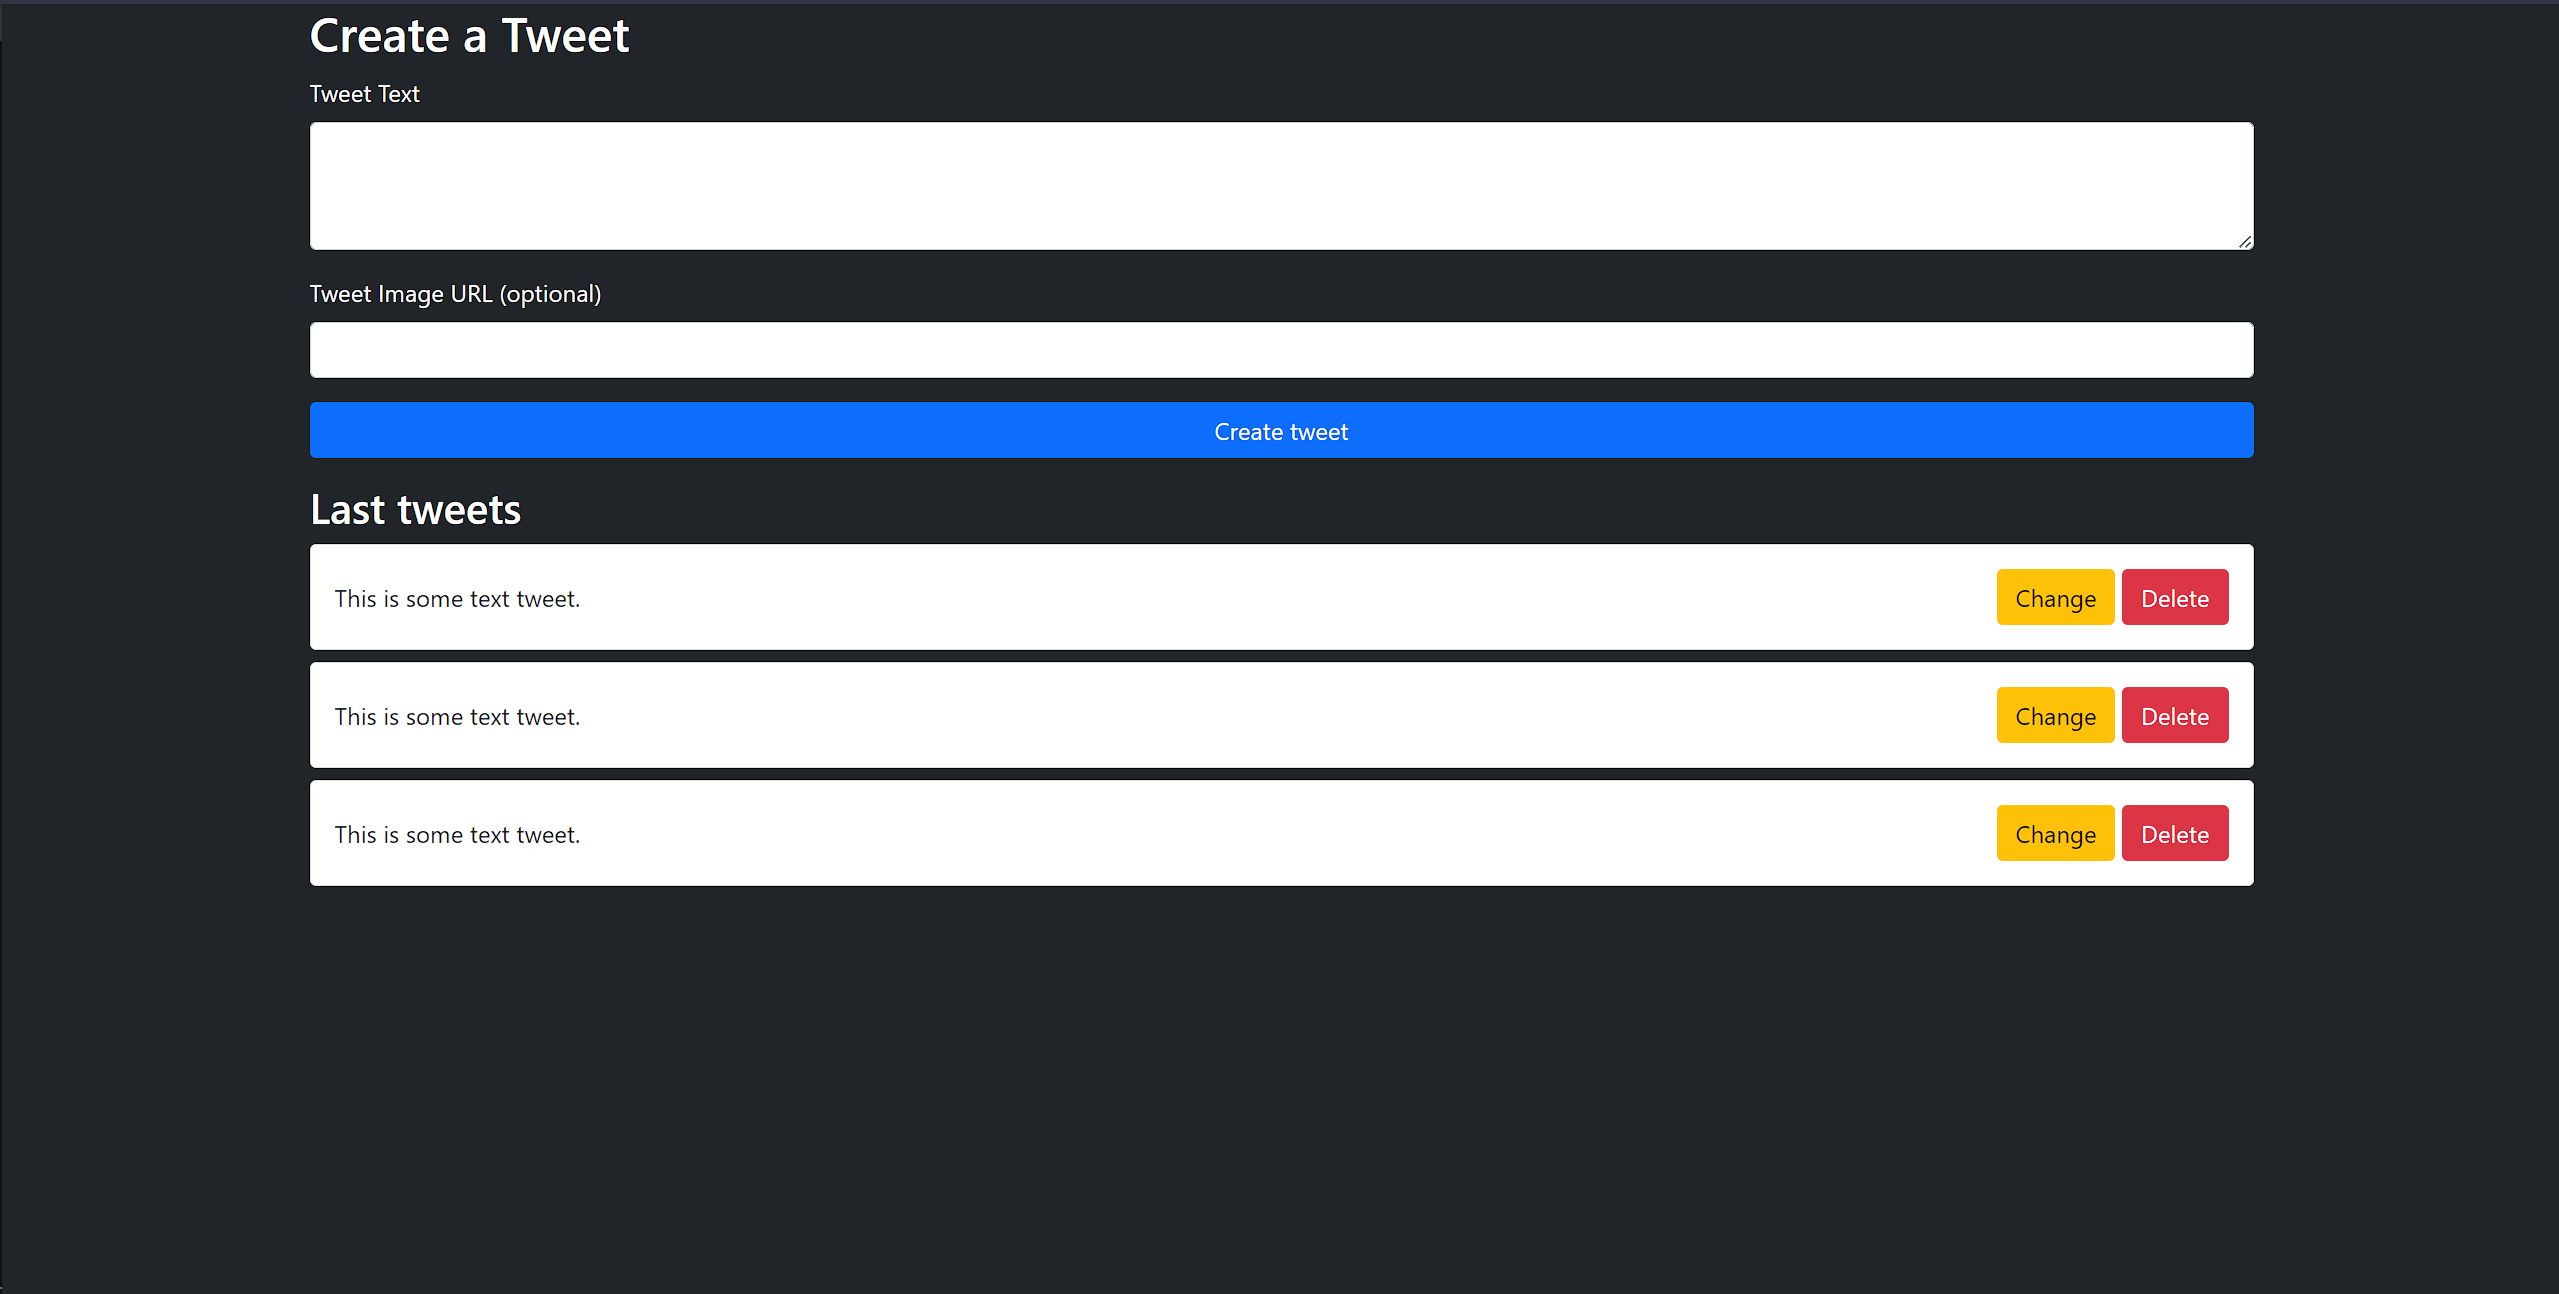 Create a Tweet
Tweet Text
Tweet Image URL (optional)
Create tweet
Last tweets
This is some text tweet. Change Delete
This is some text tweet. Change Delete
This is some text tweet. Change Delete